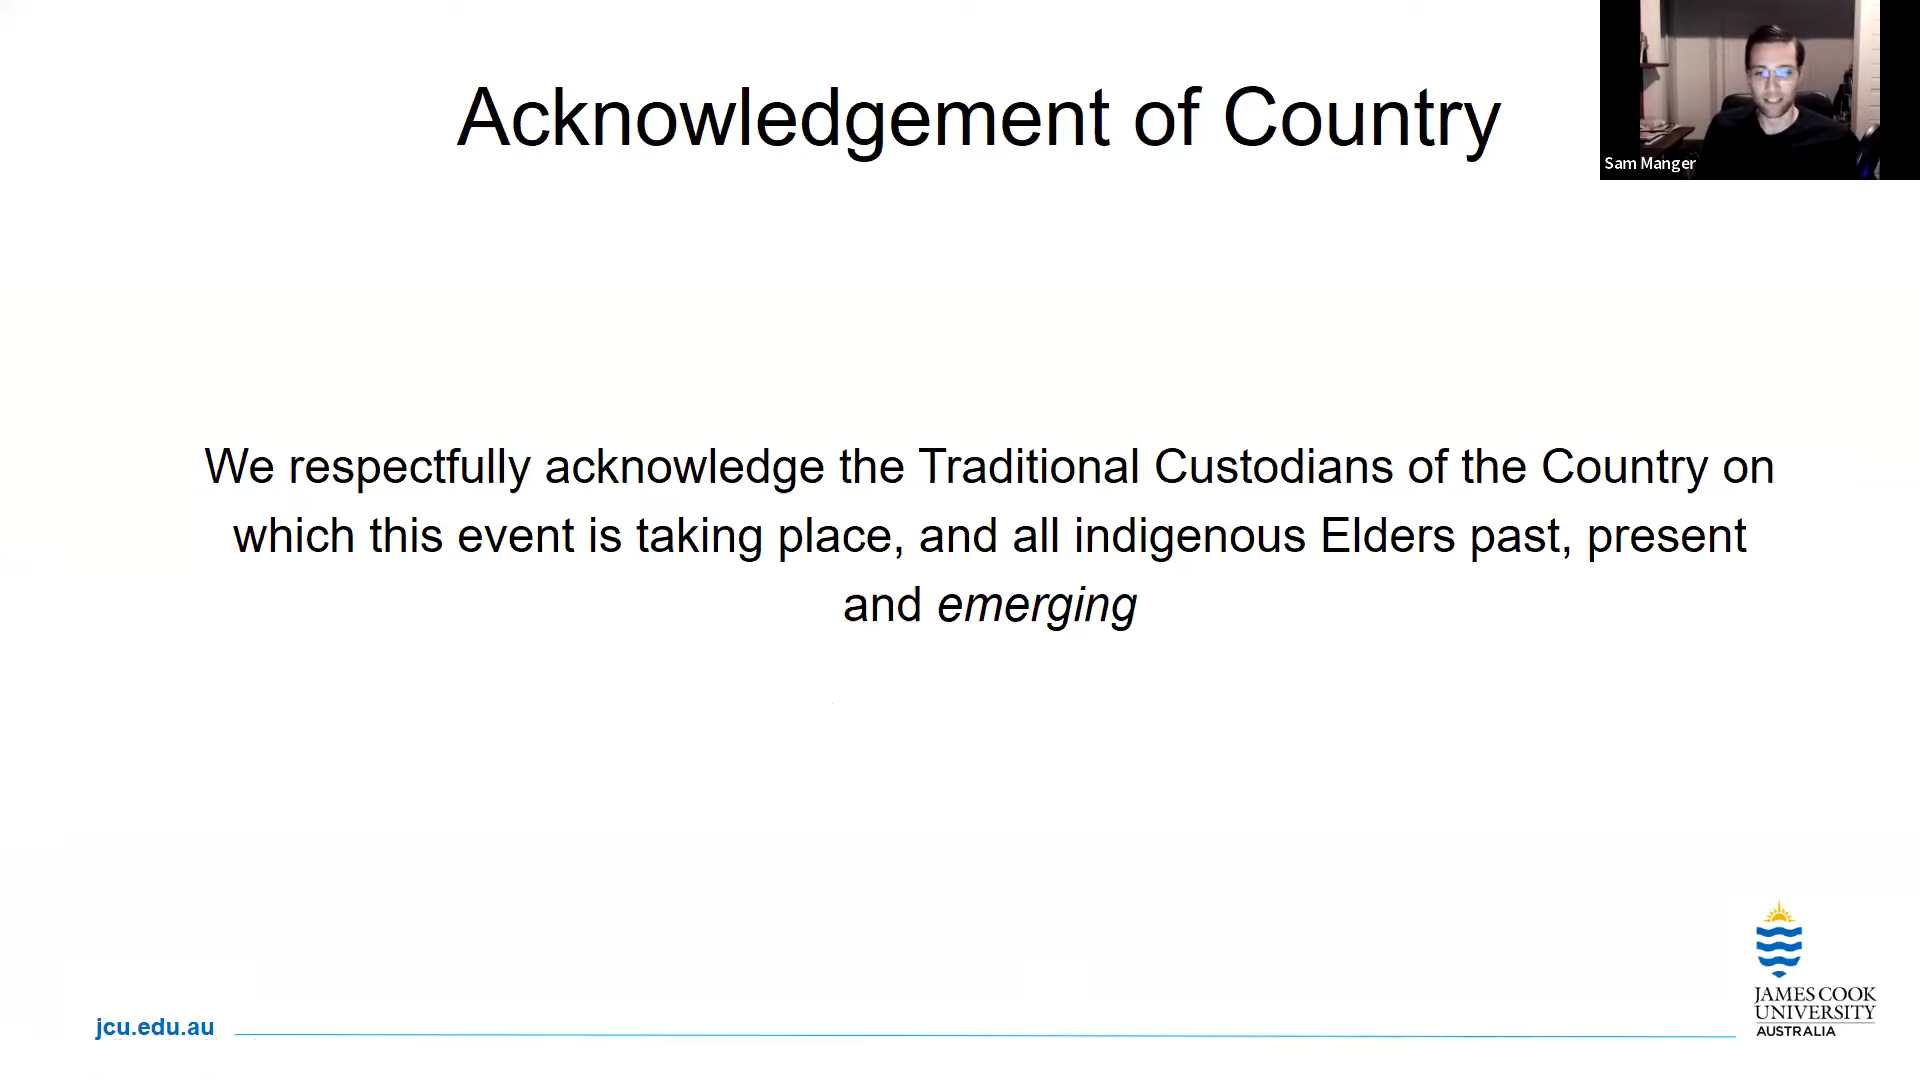 Acknowledgement of Country
Sam Manger
We respectfully acknowledge the Traditional Custodians of the Country on
which this event is taking place, and all indigenous Elders past, present
and emerging
jcu.edu.au
JAMES COOK
UNIVERSITY
AUSTRALIA